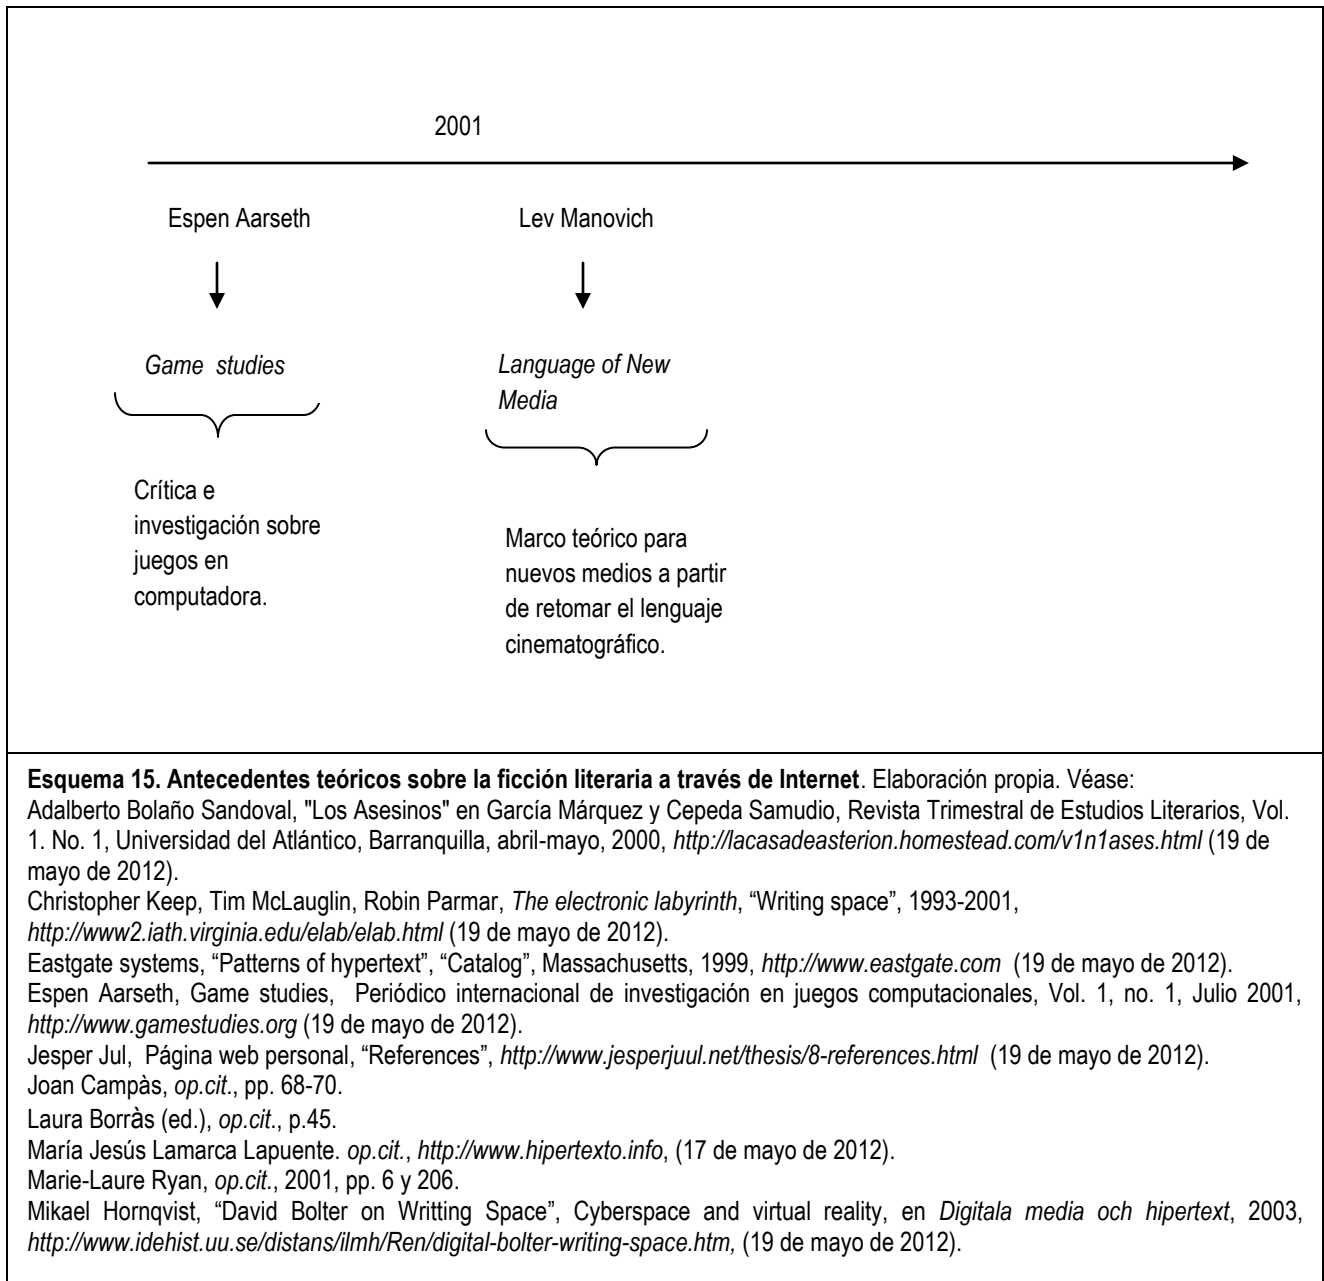 2001
Espen Aarseth
Lev Manovich
Game studies
Language of New
Media
Crítica e
investigación sobre
juegos en
computadora.
Marco teórico para
nuevos medios a partir
de retomar el lenguaje
cinematográfico.
Esquema 15. Antecedentes teóricos sobre la ficción literaria a través de Internet. Elaboración propia. Véase:
Adalberto Bolaño Sandoval, "Los Asesinos" en García Márquez y Cepeda Samudio, Revista Trimestral de Estudios Literarios, Vol.
1. No. 1, Universidad del Atlántico, Barranquilla, abril-mayo, 2000, http://lacasadeasterion.homestead.com/v1n1ases.html (19 de
mayo de 2012).
Christopher Keep, Tim McLauglin, Robin Parmar, The electronic labyrinth, “Writing space”, 1993-2001,
http://www2.iath.virginia.edu/elab/elab.html (19 de mayo de 2012).
Eastgate systems, “Patterns of hypertext”, “Catalog”, Massachusetts, 1999, http://www.eastgate.com (19 de mayo de 2012).
Espen Aarseth, Game studies, Periódico internacional de investigación en juegos computacionales, Vol. 1, no. 1, Julio 2001,
http://www.gamestudies.org (19 de mayo de 2012).
Jesper Jul, Página web personal, “References”, http://www.jesperjuul.net/thesis/8-references.html (19 de mayo de 2012).
Joan Campàs, op.cit., pp. 68-70.
Laura Borràs (ed.), op.cit., p.45.
María Jesús Lamarca Lapuente. op.cit., http://www.hipertexto.info, (17 de mayo de 2012).
Marie-Laure Ryan, op.cit., 2001, pp. 6 y 206.
Mikael Hornqvist, “David Bolter on Writting Space”, Cyberspace and virtual reality, en Digitala media och hipertext, 2003,
http://www.idehist.uu.se/distans/ilmh/Ren/digital-bolter-writing-space.htm, (19 de mayo de 2012).